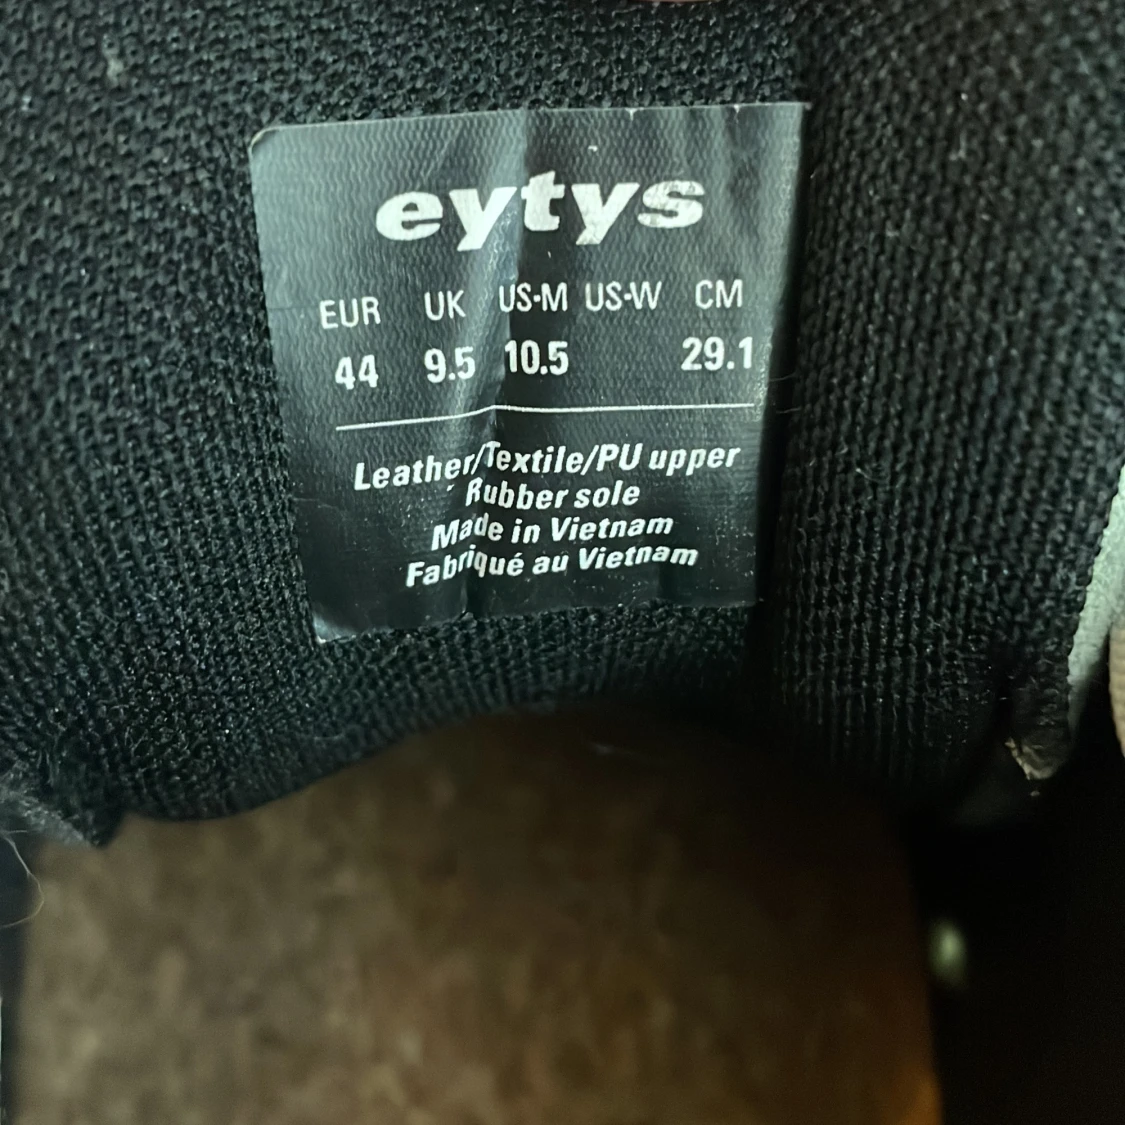 eytys
EUR UK US-M US-W CM
44 9.5 10.5 29.1
Leather/Textile/PU upper
Rubber sole
Made in Vietnam
Fabriqué au Vietnam